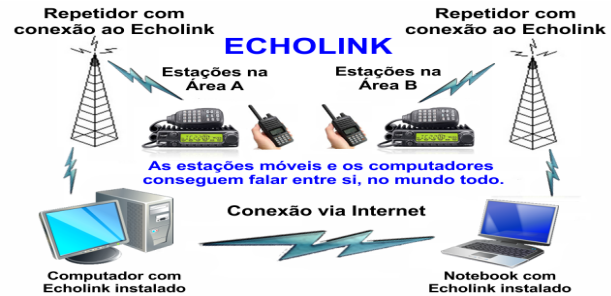 Repetidor com
conexão ao Echolink
Repetidor com
conexão ao Echolink
ECHOLINK
Estações na
Área A
Estações na
Área B
As estações móveis e os computadores
conseguem falar entre si, no mundo todo.
Conexão via Internet
Computador com
Echolink instalado
Notebook com
Echolink instalado